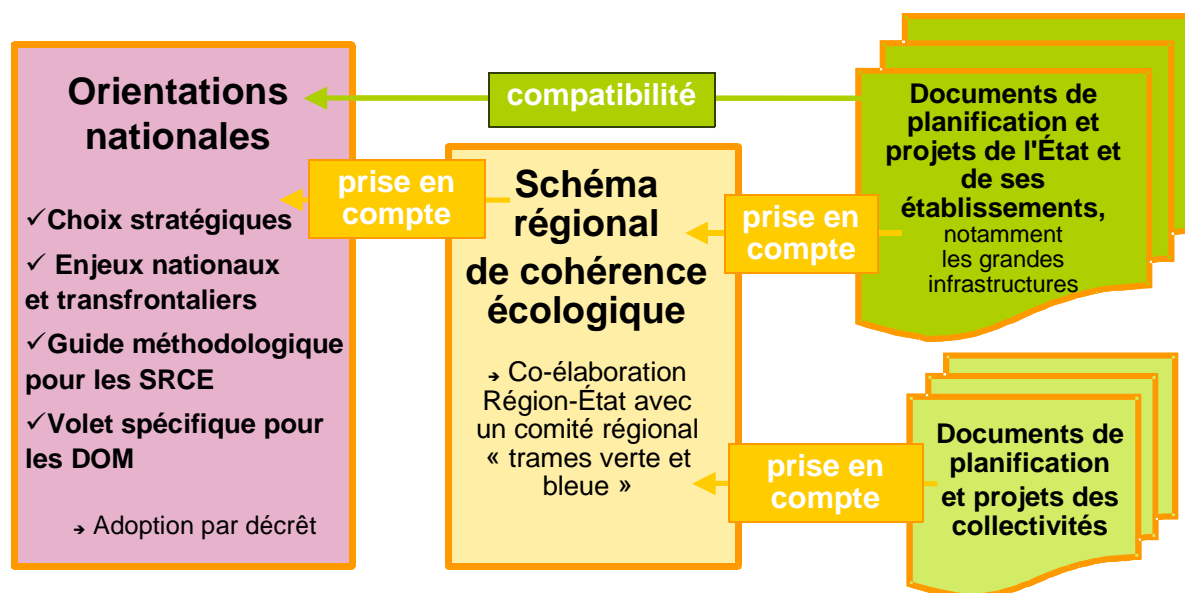 Orientations
nationales
✓Choix stratégiques
✓ Enjeux nationaux
et transfrontaliers
✓Guide méthodologique
pour les SRCE
✓Volet spécifique pour
les DOM
➔ Adoption par décrêt
compatibilité
prise en
compte
Schéma
régional
de cohérence
écologique
➔ Co-élaboration
Région-État avec
un comité régional
« trames verte et
bleue »
prise en
compte
Documents de
planification et
projets de l'État et
de ses
établissements,
notamment
les grandes
infrastructures
prise en
compte
Documents de
planification
et projets des
collectivités